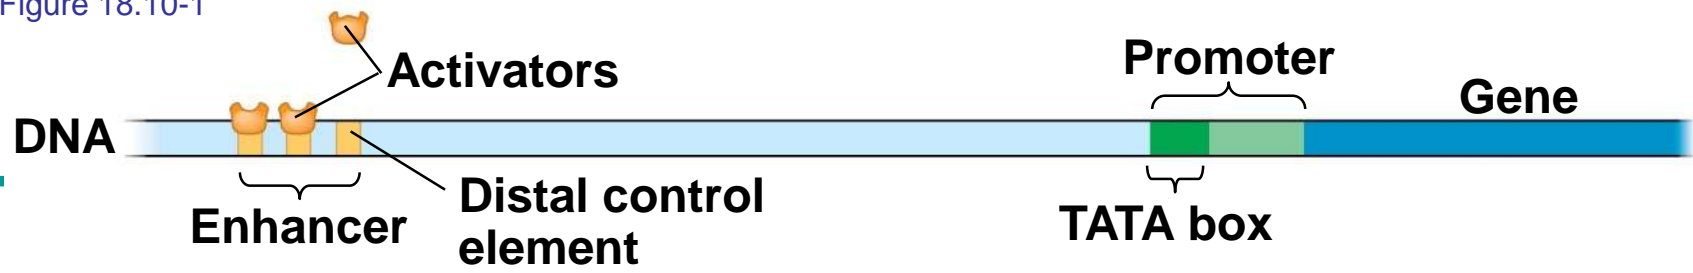 Figure 18.10-1
Activators
Promoter
Gene
DNA
Enhancer
Distal control
element
TATA box